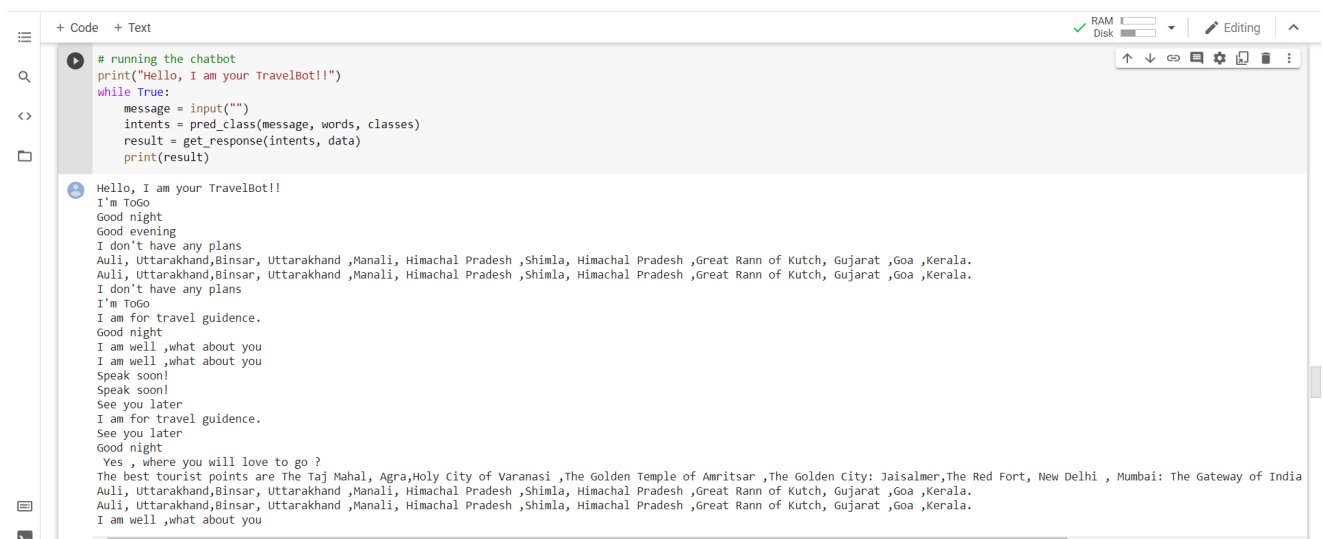 + Code + Text
RAM
Disk
Editing
# running the chatbot
print("Hello, I am your TravelBot!!")
while True:
    message = input("")
    intents = pred_class(message, words, classes)
    result = get_response(intents, data)
    print(result)
Hello, I am your TravelBot!!
I'm ToGo
Good night
Good evening
I don't have any plans
Auli, Uttarakhand,Binsar, Uttarakhand ,Manali, Himachal Pradesh ,Shimla, Himachal Pradesh ,Great Rann of Kutch, Gujarat ,Goa ,Kerala.
Auli, Uttarakhand,Binsar, Uttarakhand ,Manali, Himachal Pradesh ,Shimla, Himachal Pradesh ,Great Rann of Kutch, Gujarat ,Goa ,Kerala.
I don't have any plans
I'm ToGo
I am for travel guidence.
Good night
I am well ,what about you
I am well ,what about you
Speak soon!
Speak soon!
See you later
I am for travel guidence.
See you later
Good night
 Yes , where you will love to go ?
The best tourist points are The Taj Mahal, Agra,Holy City of Varanasi ,The Golden Temple of Amritsar ,The Golden City: Jaisalmer,The Red Fort, New Delhi , Mumbai: The Gateway of India
Auli, Uttarakhand,Binsar, Uttarakhand ,Manali, Himachal Pradesh ,Shimla, Himachal Pradesh ,Great Rann of Kutch, Gujarat ,Goa ,Kerala.
Auli, Uttarakhand,Binsar, Uttarakhand ,Manali, Himachal Pradesh ,Shimla, Himachal Pradesh ,Great Rann of Kutch, Gujarat ,Goa ,Kerala.
I am well ,what about you